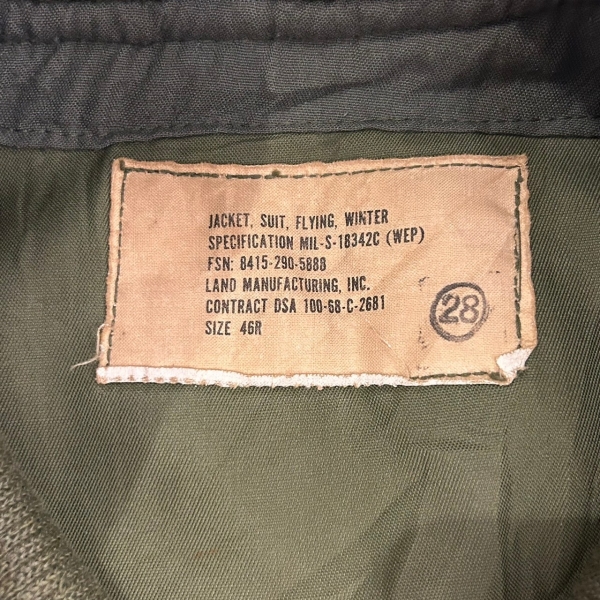 JACKET, SUIT, FLYING, WINTER
SPECIFICATION MIL-S-18342C (WEP)
FSN: 8415-290-5888
LAND MANUFACTURING, INC.
CONTRACT DSA 100-68-C-2681
SIZE 46R
28